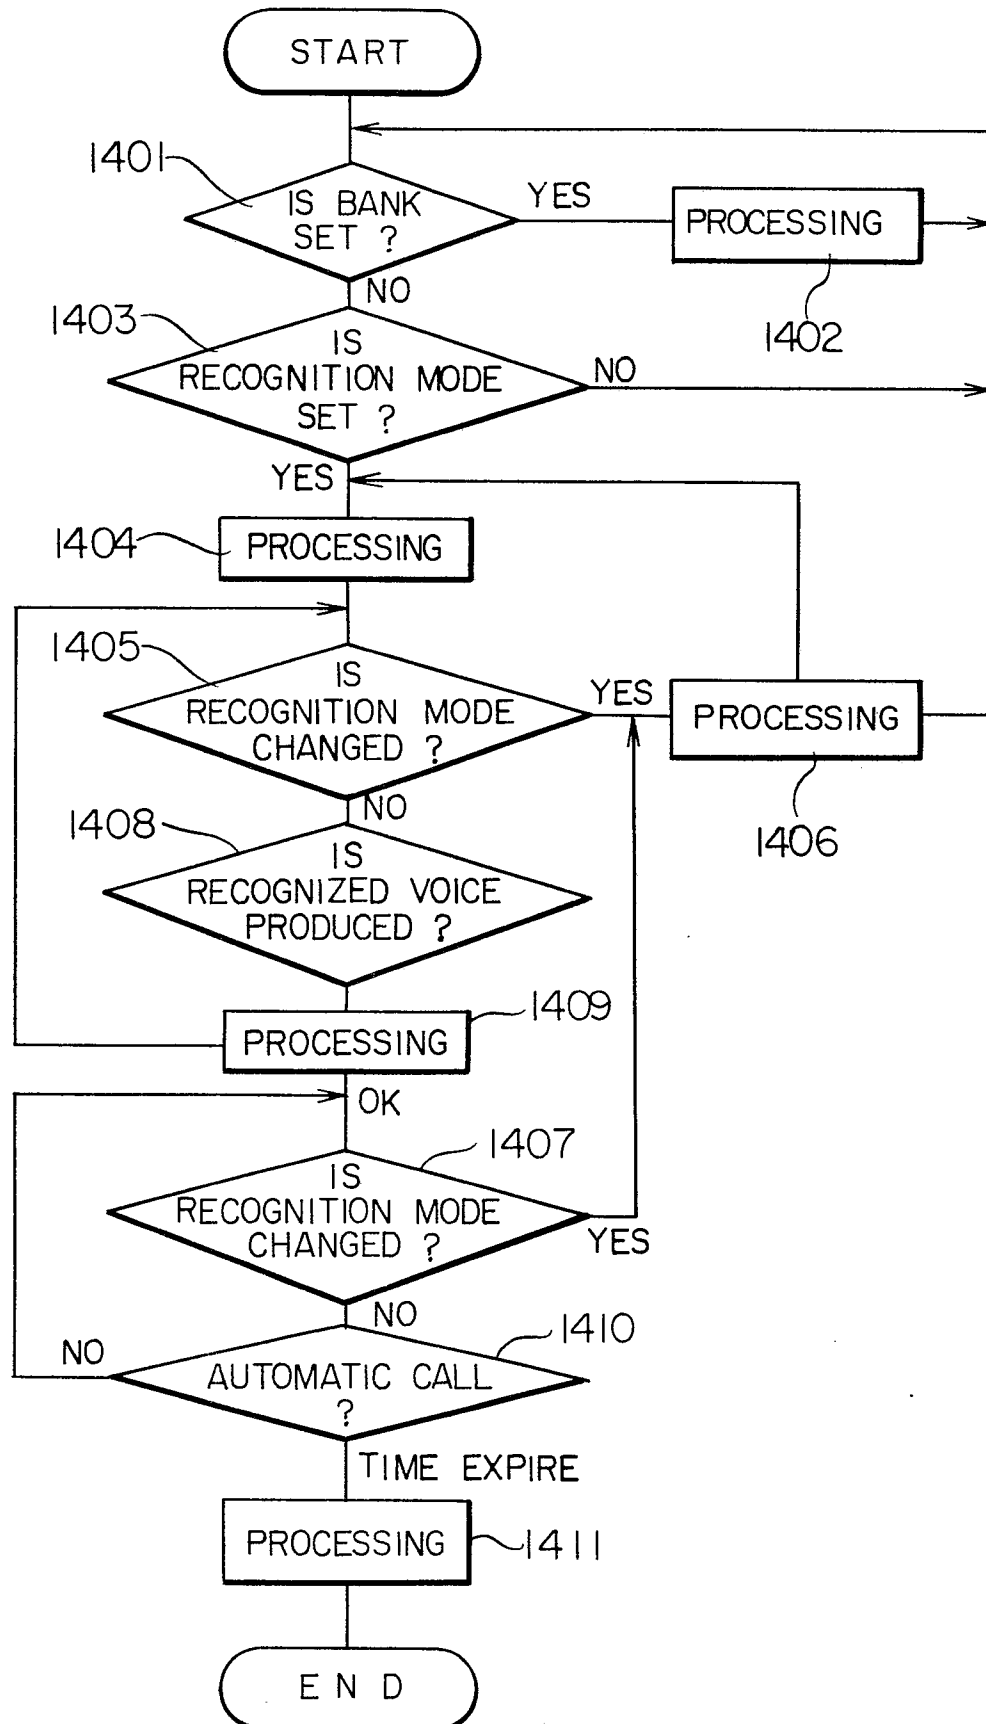 START
1401
IS BANK
SET ?
YES
PROCESSING
1402
NO
1403
IS
RECOGNITION MODE
SET ?
NO
YES
1404
PROCESSING
1405
IS
RECOGNITION MODE
CHANGED ?
YES
PROCESSING
1406
NO
1408
IS
RECOGNIZED VOICE
PRODUCED ?
PROCESSING
1409
OK
1407
IS
RECOGNITION MODE
CHANGED ?
YES
NO
1410
NO
AUTOMATIC CALL
?
TIME EXPIRE
PROCESSING
1411
END